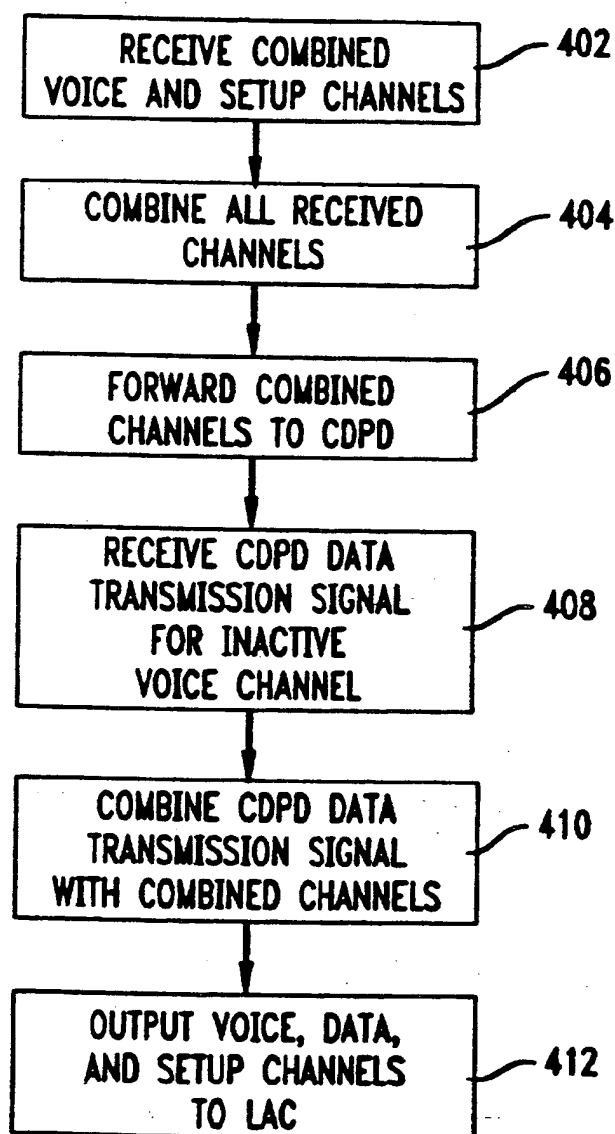 RECEIVE COMBINED
VOICE AND SETUP CHANNELS
402
COMBINE ALL RECEIVED
CHANNELS
404
FORWARD COMBINED
CHANNELS TO CDPD
406
RECEIVE CDPD DATA
TRANSMISSION SIGNAL
FOR INACTIVE
VOICE CHANNEL
408
COMBINE CDPD DATA
TRANSMISSION SIGNAL
WITH COMBINED CHANNELS
410
OUTPUT VOICE, DATA,
AND SETUP CHANNELS
TO LAC
412